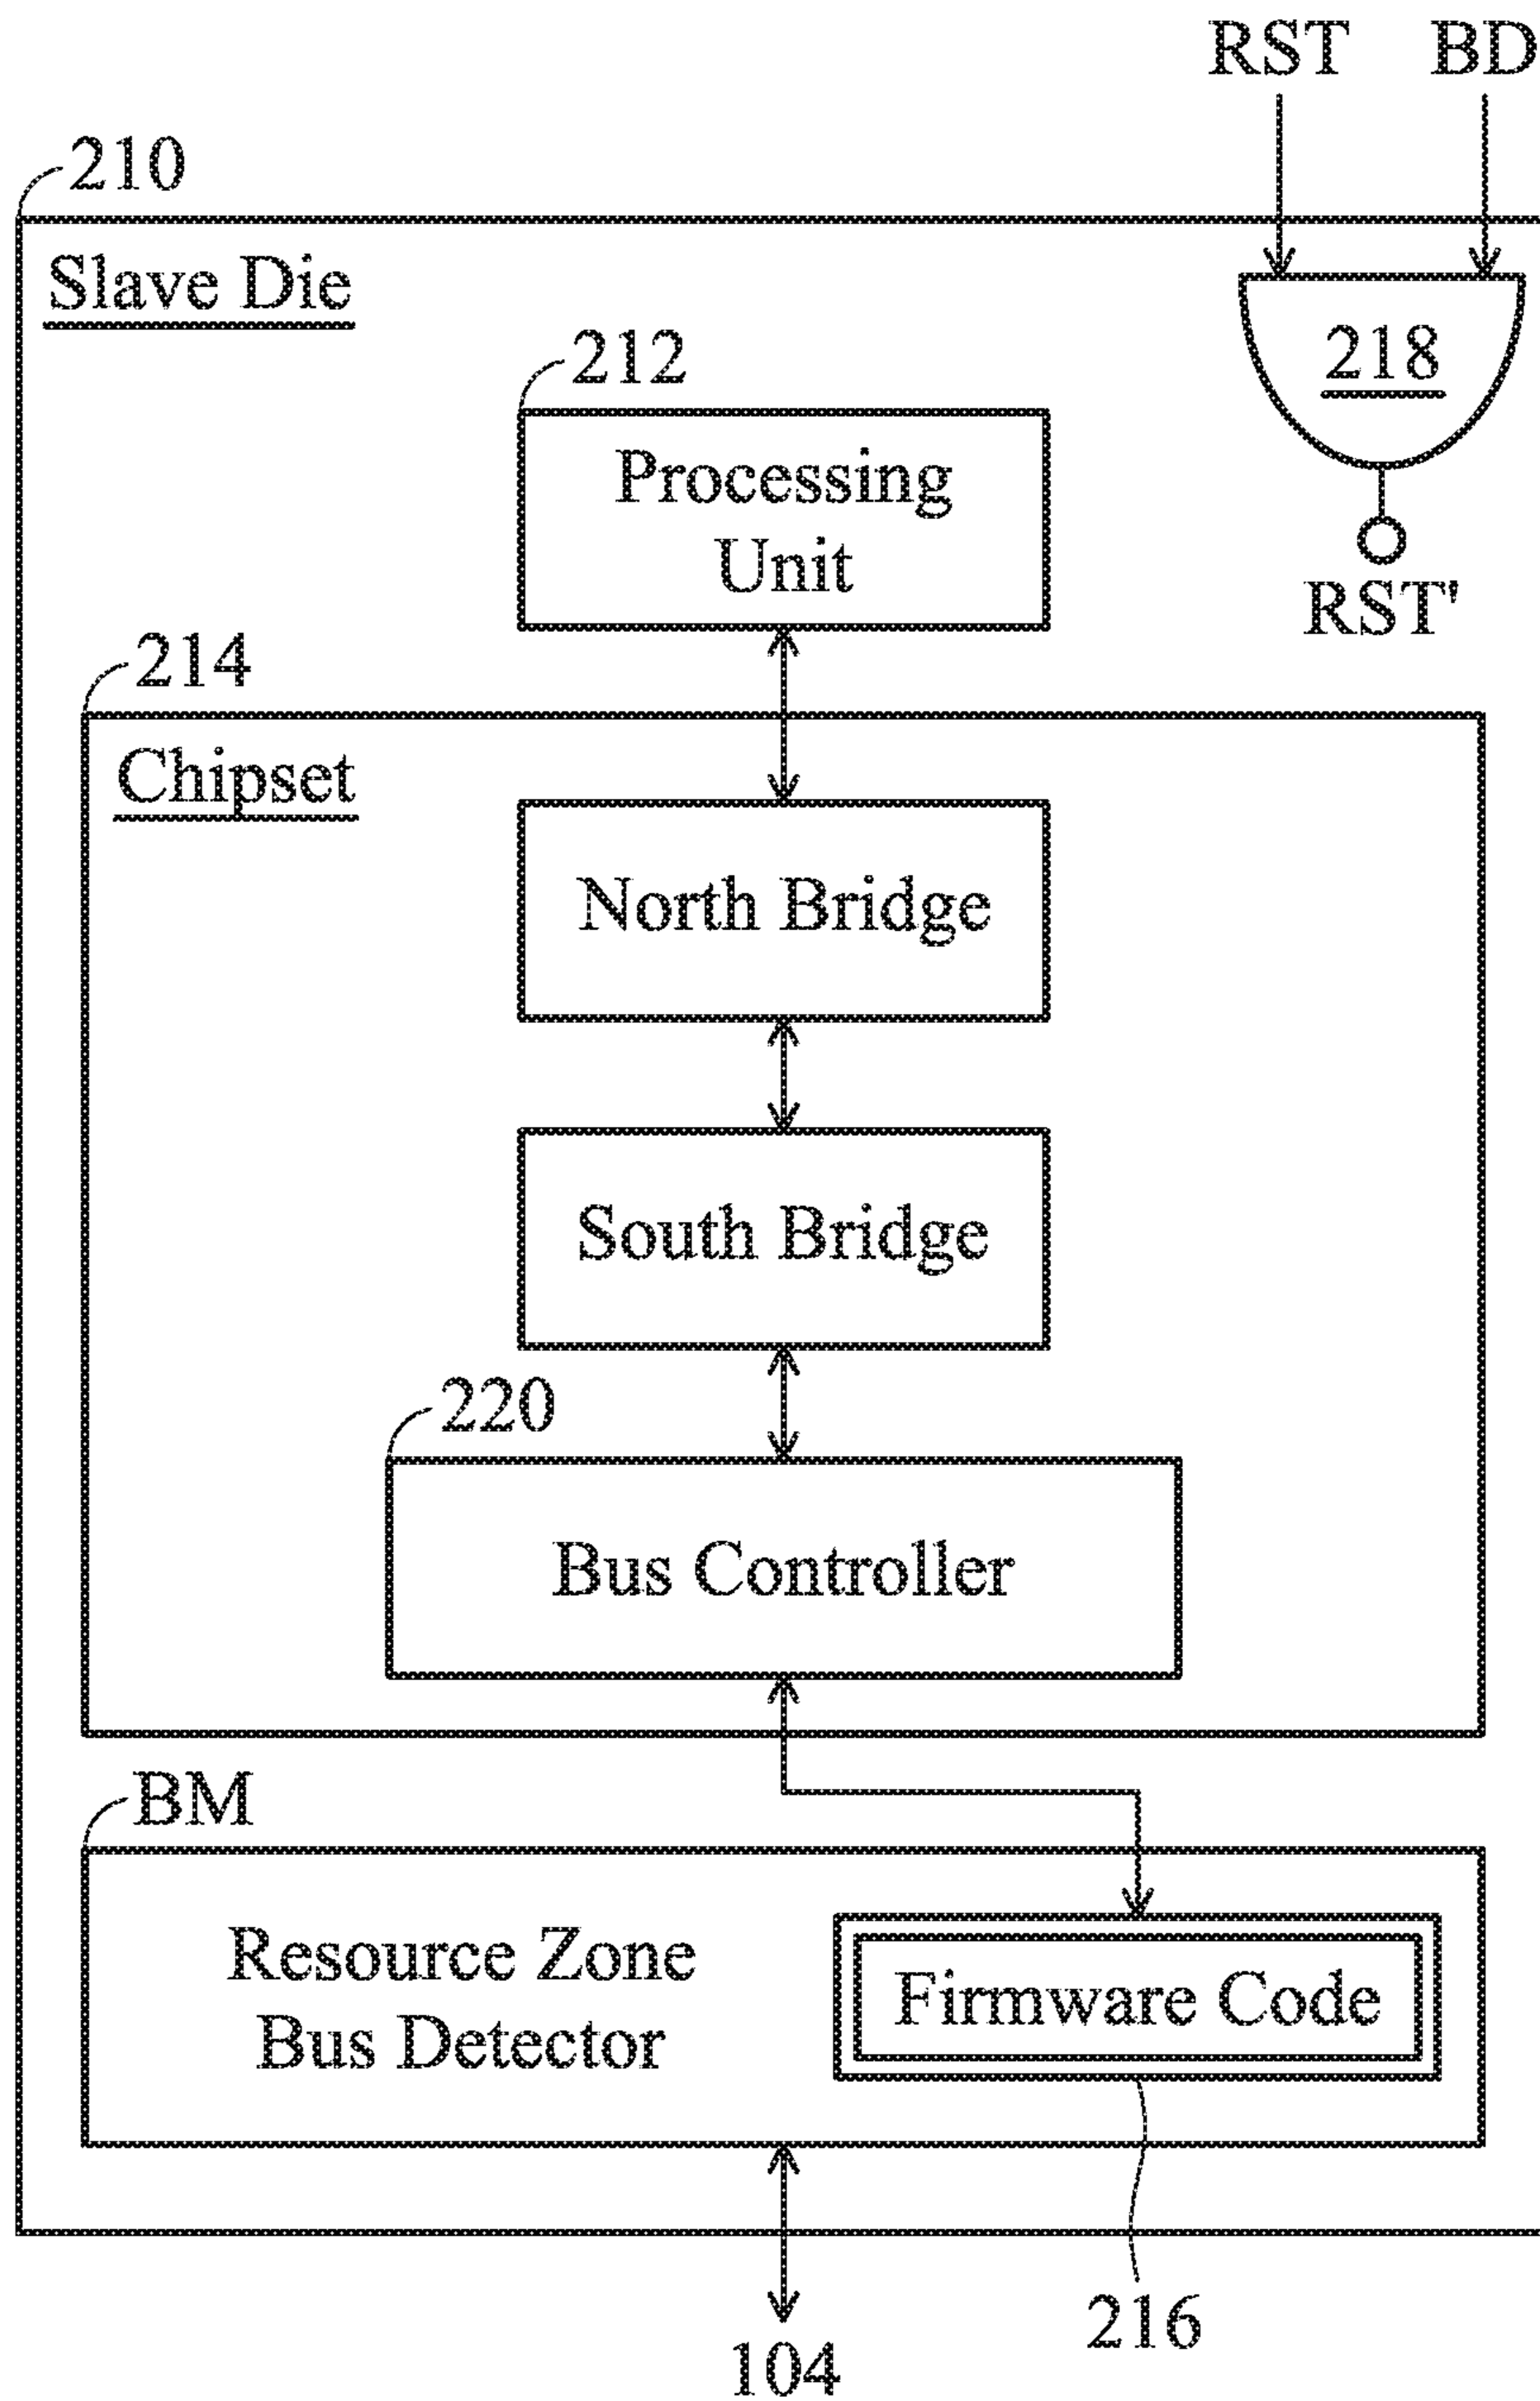 RST BD
210
Slave Die
218
212
Processing
Unit
RST'
214
Chipset
North Bridge
South Bridge
220
Bus Controller
BM
Resource Zone
Bus Detector
Firmware Code
216
104